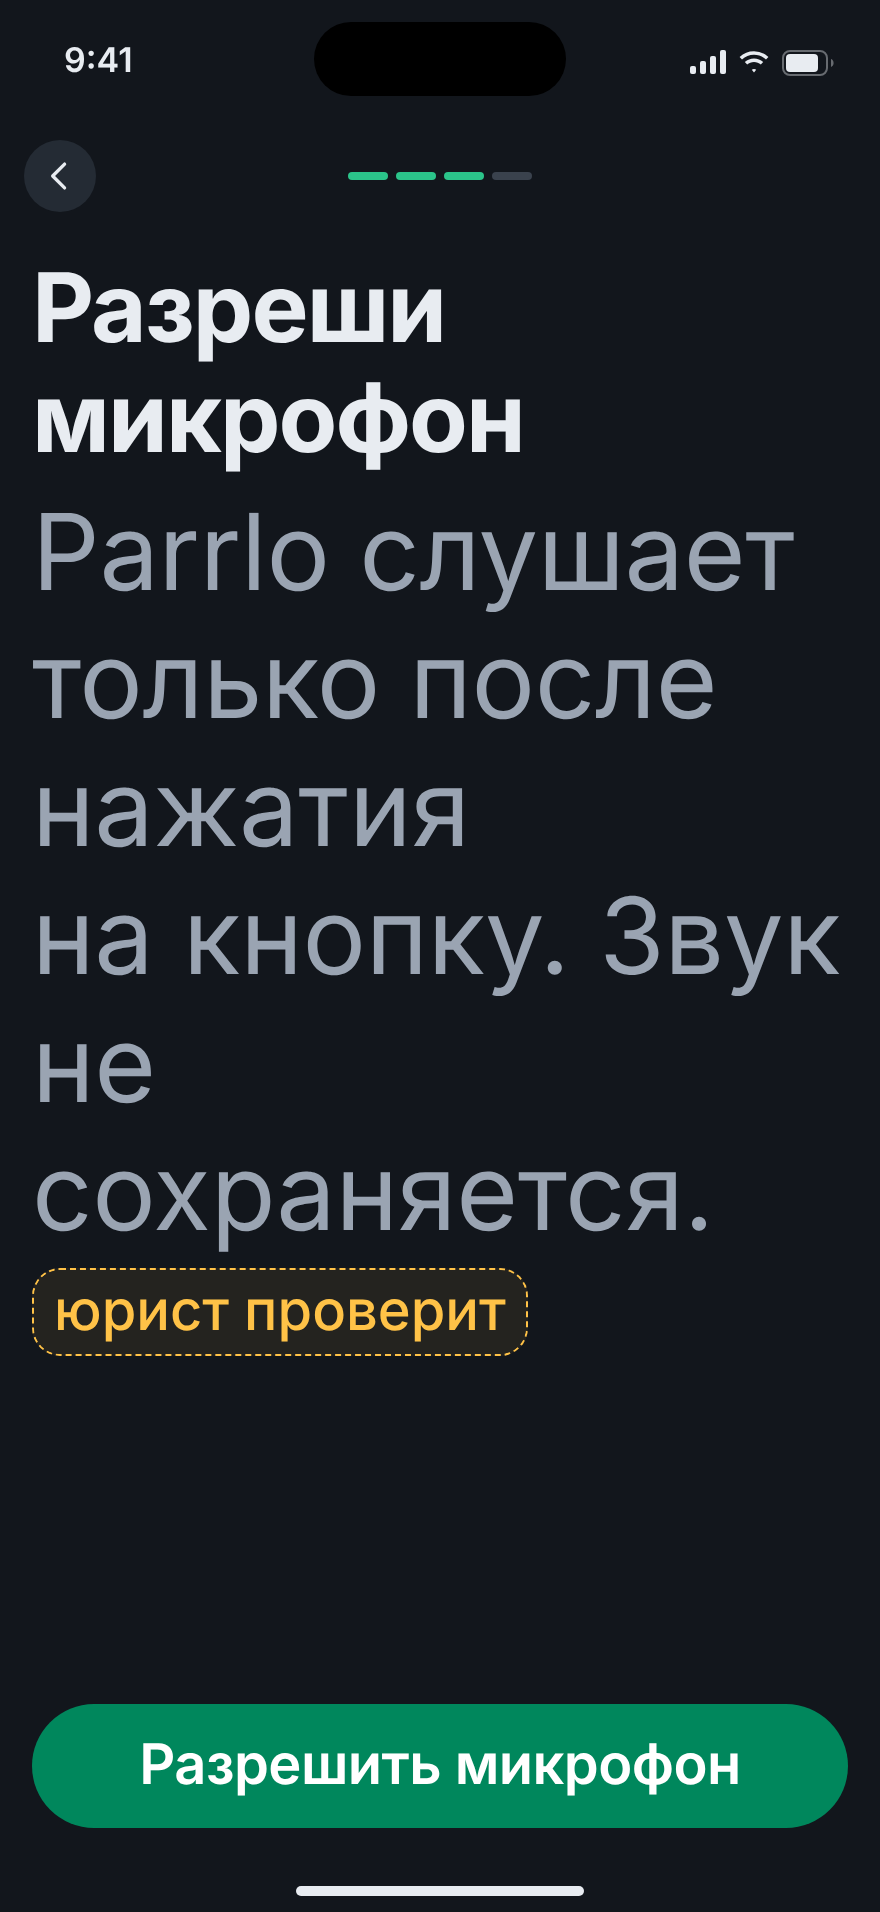 9:41
Разреши
микрофон
Parrlo слушает
только после
нажатия
на кнопку. Звук
не
сохраняется.
юрист проверит
Разрешить микрофон